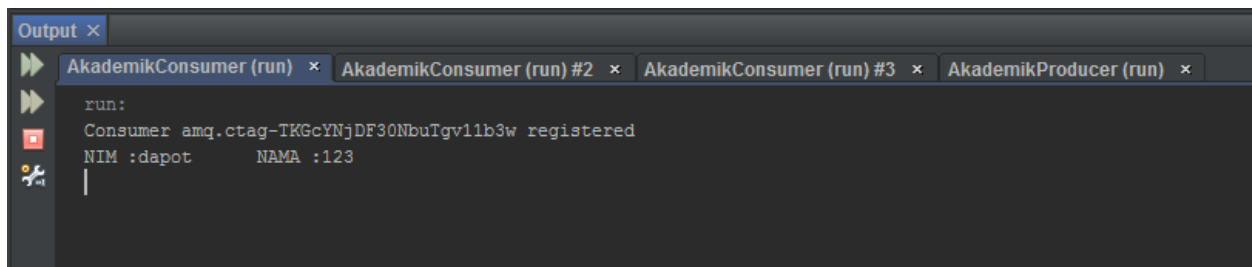 Output ×
AkademikConsumer (run) × AkademikConsumer (run) #2 × AkademikConsumer (run) #3 × AkademikProducer (run) ×
run:
Consumer amq.ctag-TKGcYNjDF30NbuTgv11b3w registered
NIM :dapot NAMA :123